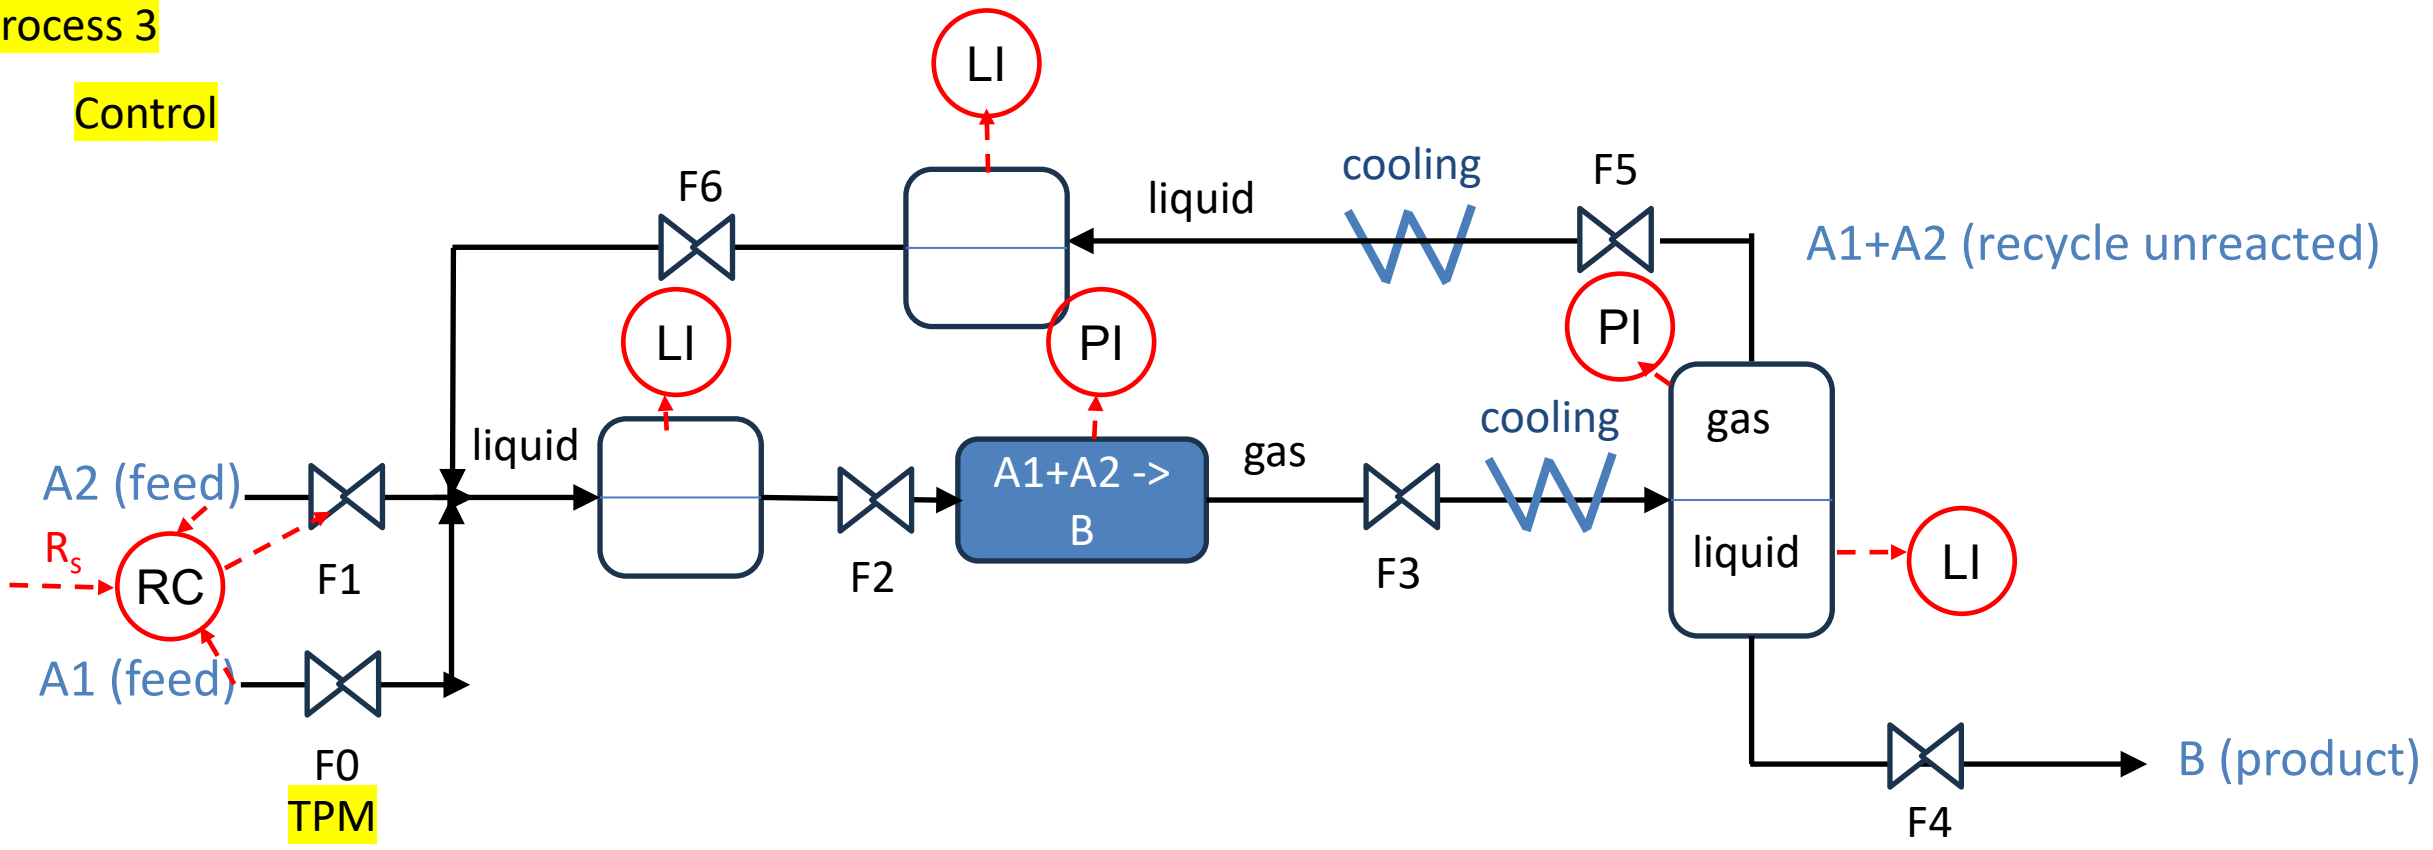 rocess 3
Control
LI
cooling
F5
F6
liquid
A1+A2 (recycle unreacted)
LI
PI
PI
liquid
gas
cooling
gas
A2 (feed)
A1+A2 ->
B
Rs
RC
F1
F2
F3
liquid
LI
A1 (feed)
F0
TPM
B (product)
F4